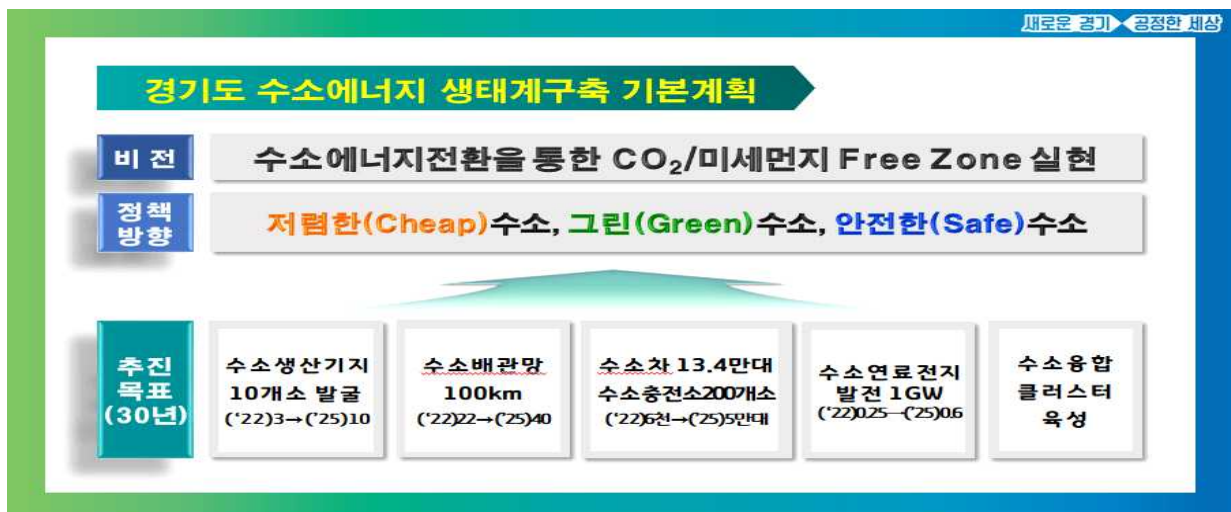 새로운 경기 공정한 세상
경기도 수소에너지 생태계구축 기본계획
비 전
수소에너지전환을 통한 CO₂/미세먼지 Free Zone 실현
정책
방향
저렴한(Cheap)수소, 그린(Green)수소, 안전한(Safe)수소
추진
목표
(30년)
수소생산기지
10개소 발굴
('22)3→('25)10
수소배관망
100km
('22)22→('25)40
수소차 13.4만대
수소충전소200개소
('22)6천→('25)5만대
수소연료전지
발전 1GW
('22)0.25→('25)0.6
수소융합
클러스터
육성